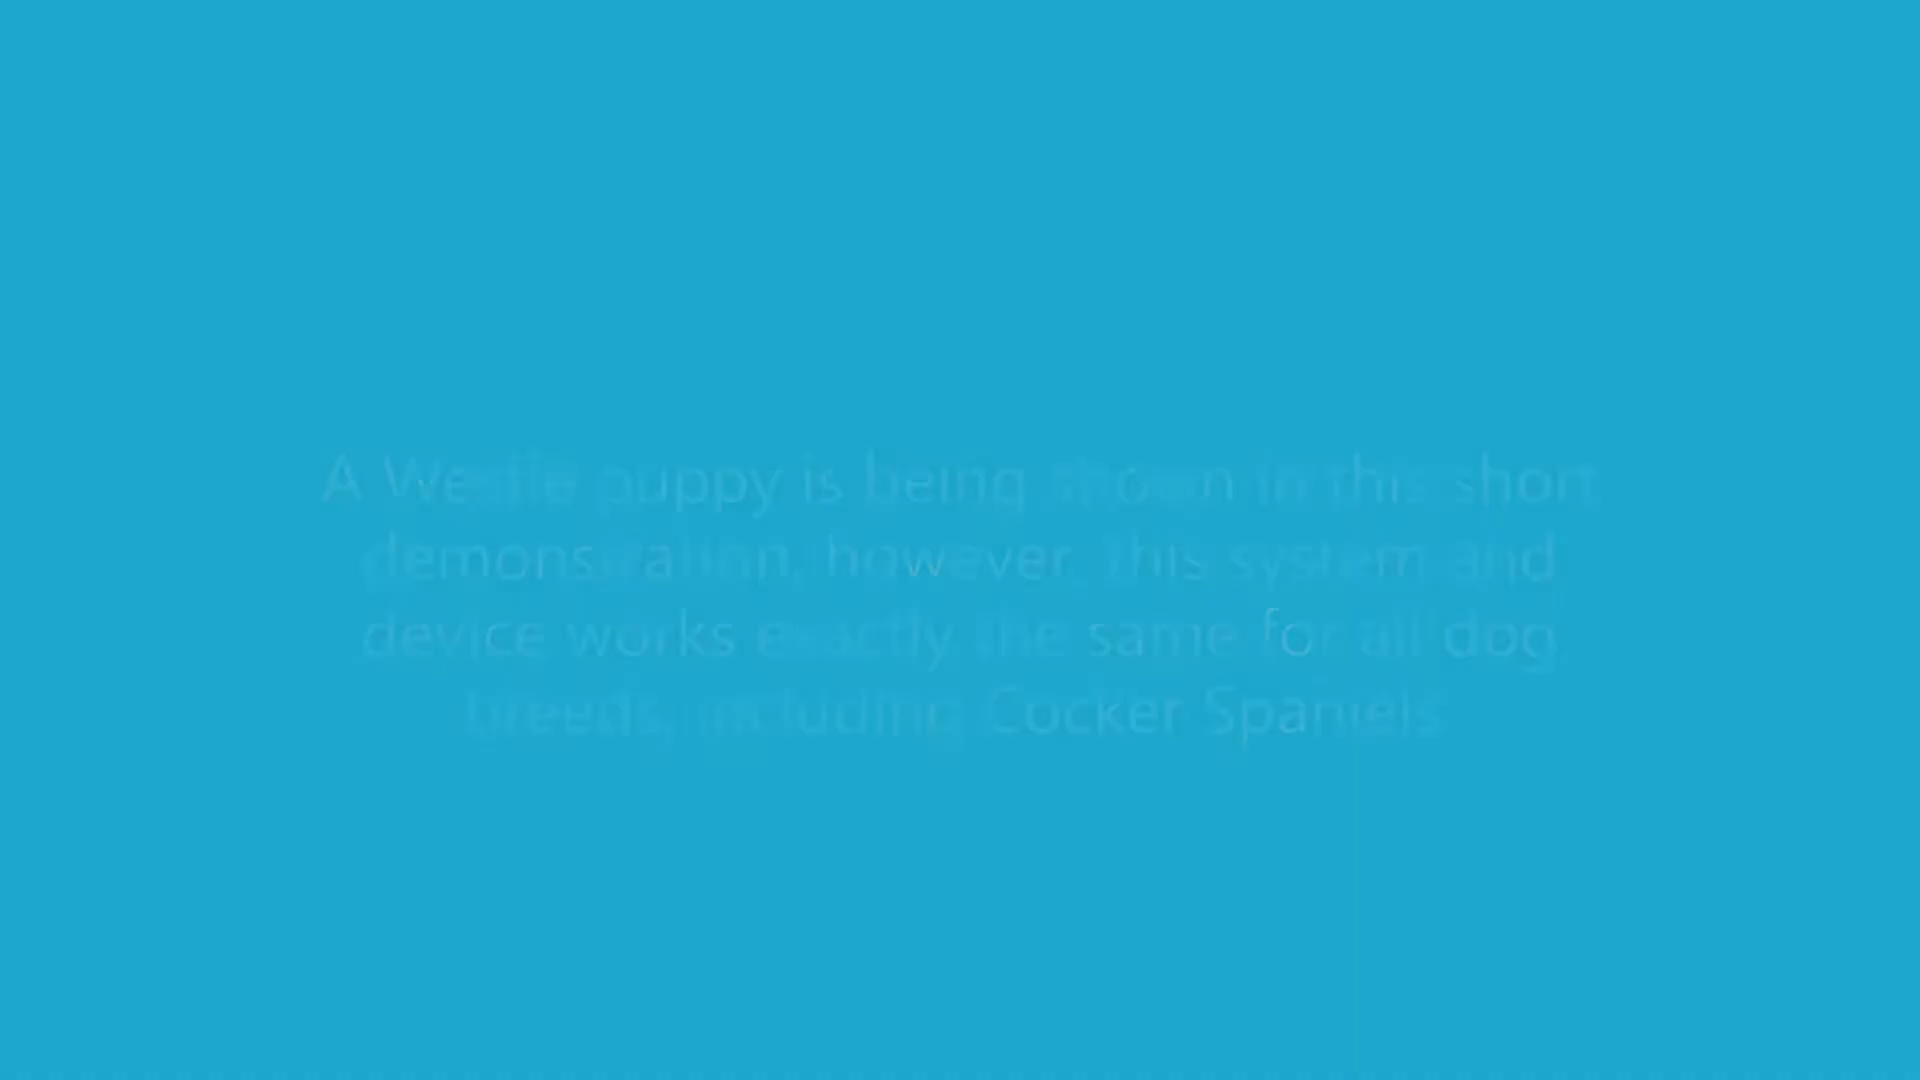 A Westie puppy is being shown in this short
demonstration, however, this system and
device works exactly the same for all dog
breeds, including Cocker Spaniels